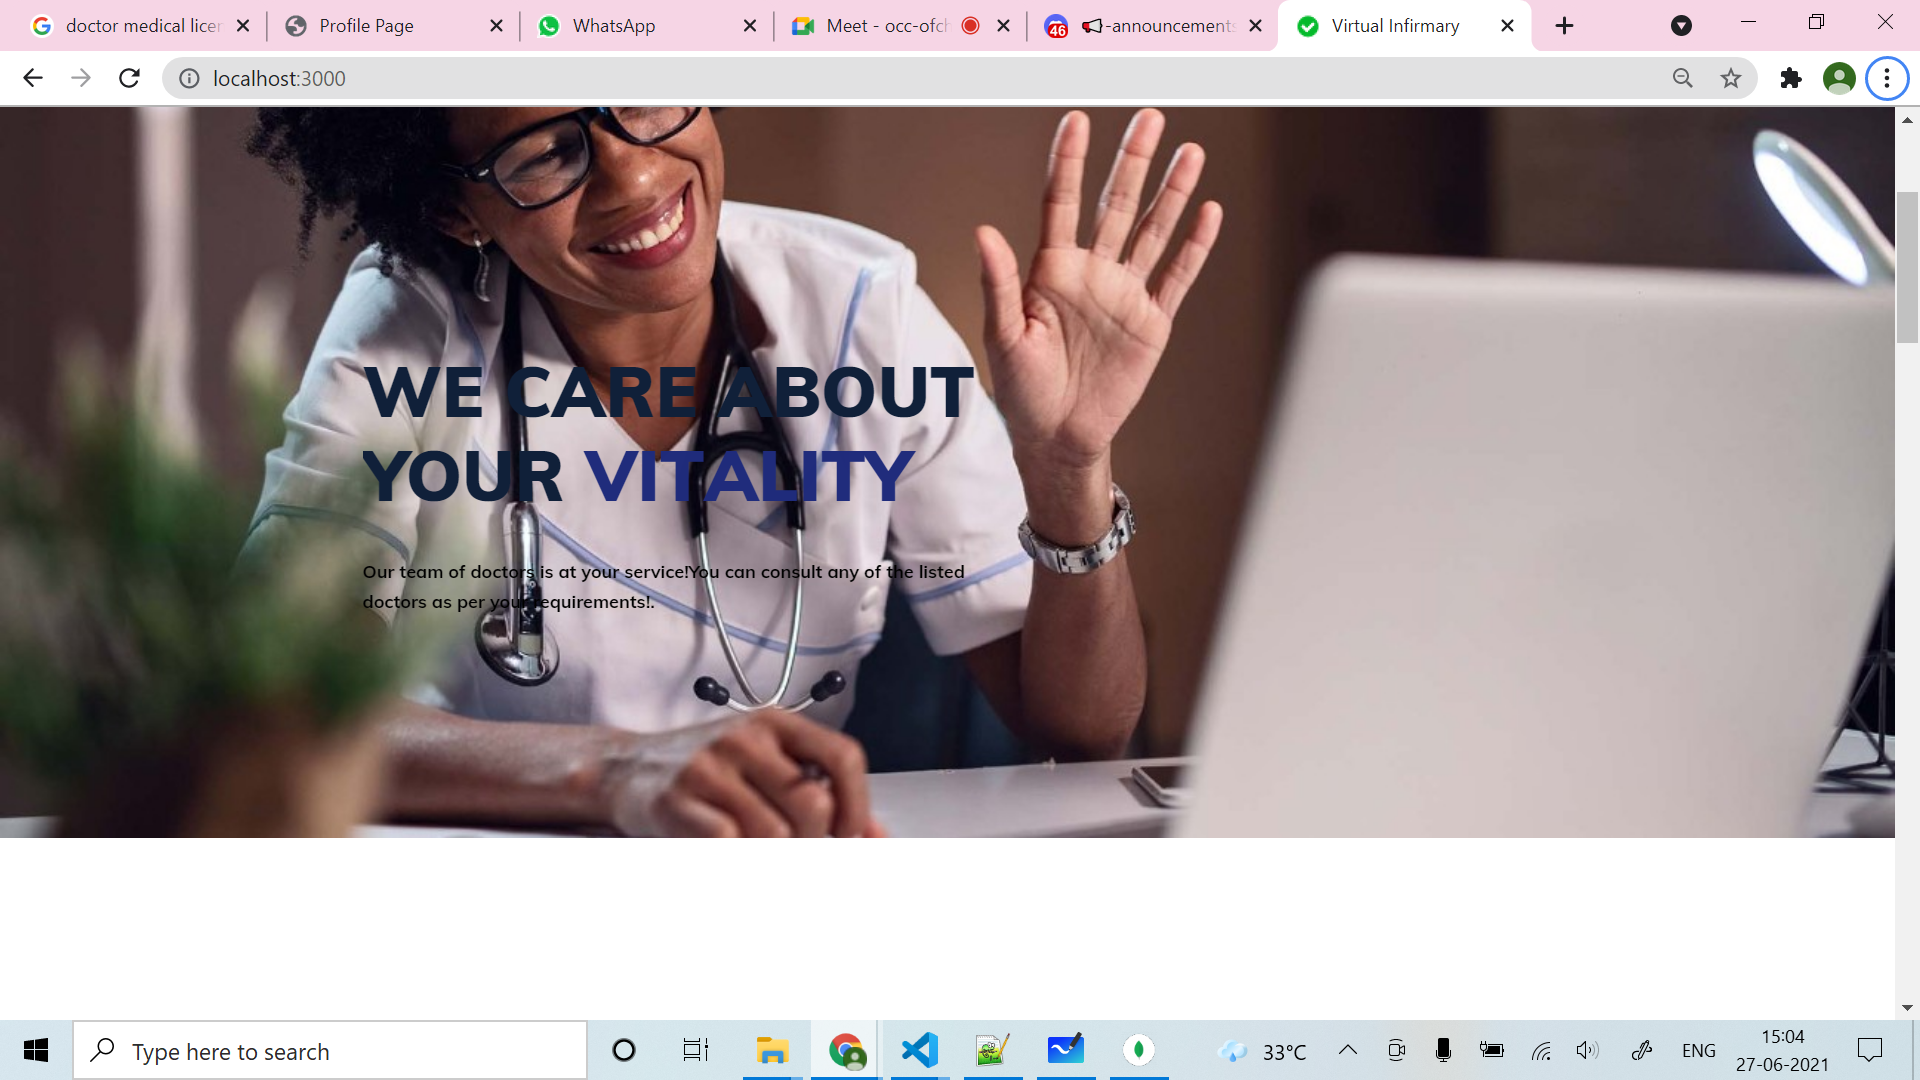 doctor medical licer
Profile Page
WhatsApp
Meet - occ-ofch
46
-announcements
Virtual Infirmary
localhost:3000
WE CARE ABOUT
YOUR VITALITY
Our team of doctors is at your service!You can consult any of the listed
doctors as per your requirements!.
Type here to search
33°C
ENG
15:04
27-06-2021